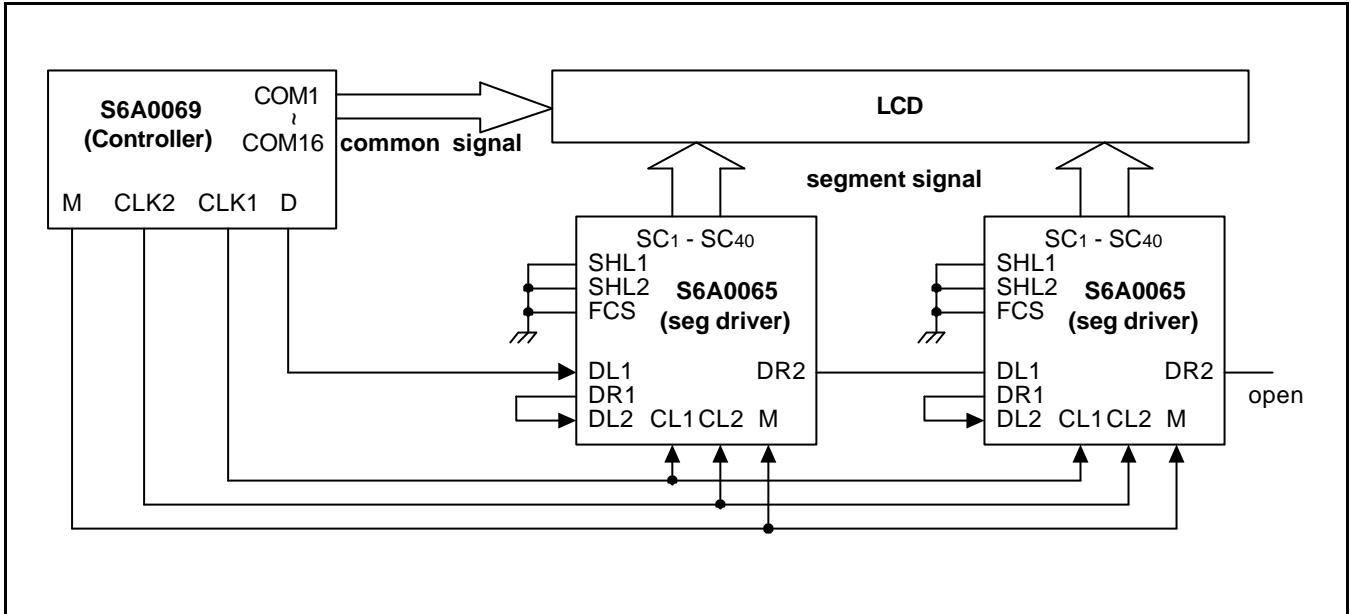 S6A0069
(Controller)
COM1
~
COM16
common signal
M CLK2 CLK1 D
LCD
segment signal
SC1 - SC40
SHL1
SHL2
FCS
S6A0065
(seg driver)
DL1
DR1
DL2
CL1 CL2 M
DR2
SC1 - SC40
SHL1
SHL2
FCS
S6A0065
(seg driver)
DL1
DR1
DL2
CL1 CL2 M
DR2
open